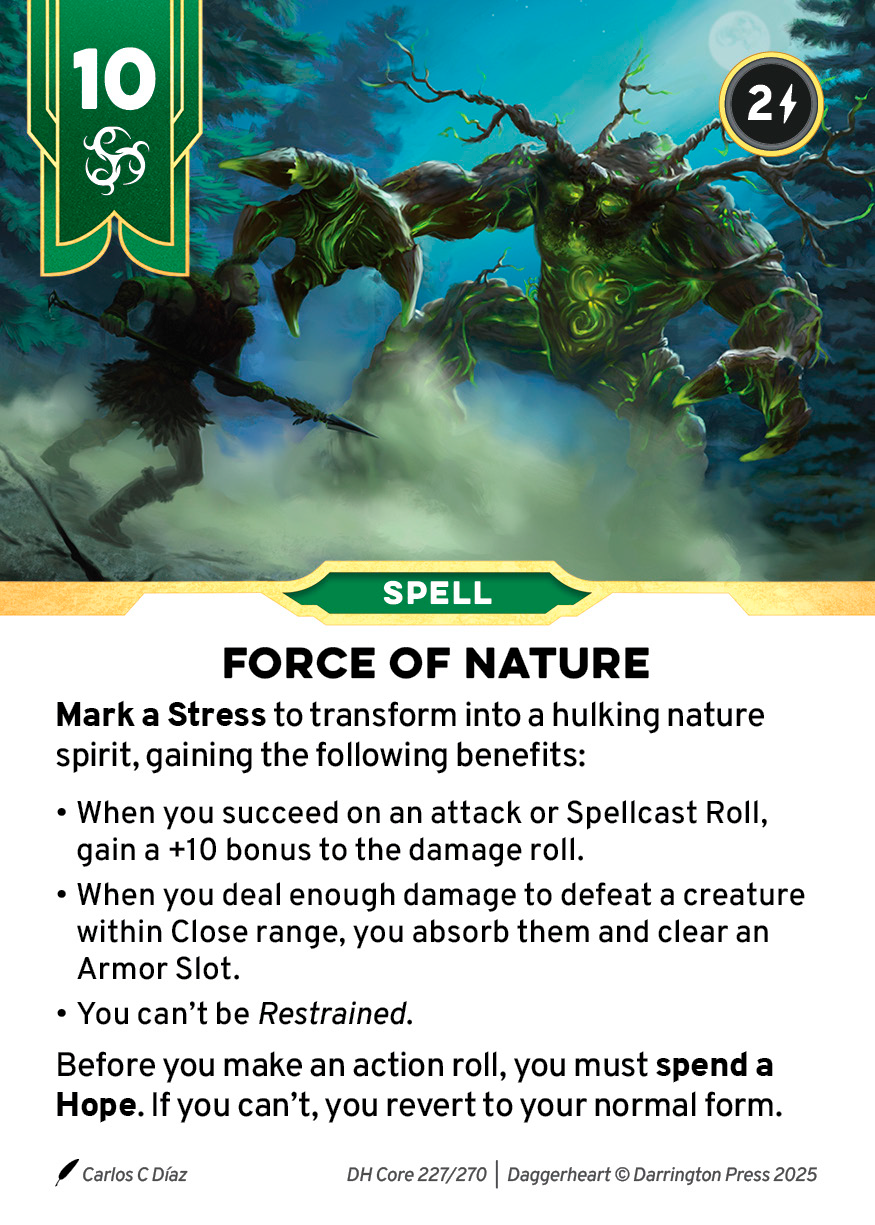 10
2
SPELL
FORCE OF NATURE
Mark a Stress to transform into a hulking nature
spirit, gaining the following benefits:
• When you succeed on an attack or Spellcast Roll,
gain a +10 bonus to the damage roll.
• When you deal enough damage to defeat a creature
within Close range, you absorb them and clear an
Armor Slot.
• You can’t be Restrained.
Before you make an action roll, you must spend a
Hope. If you can’t, you revert to your normal form.
Carlos C Díaz
DH Core 227/270 | Daggerheart © Darrington Press 2025